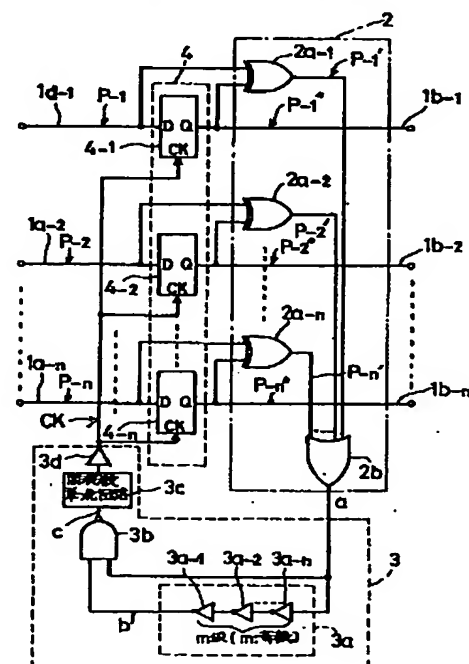 2
4
2a-1
P-1'
1d-1
P-1
D Q
CK
4-1
P-1"
1b-1
2a-2
1a-2
P-2
P-2'
D Q
CK
4-2
P-2"
1b-2
2a-n
1a-n
P-n
P-n'
D Q
CK
4-n
P-n"
1b-n
CK
3d
3c
2b
a
c
3b
3a-1
3a-2
3a-n
3
b
3a